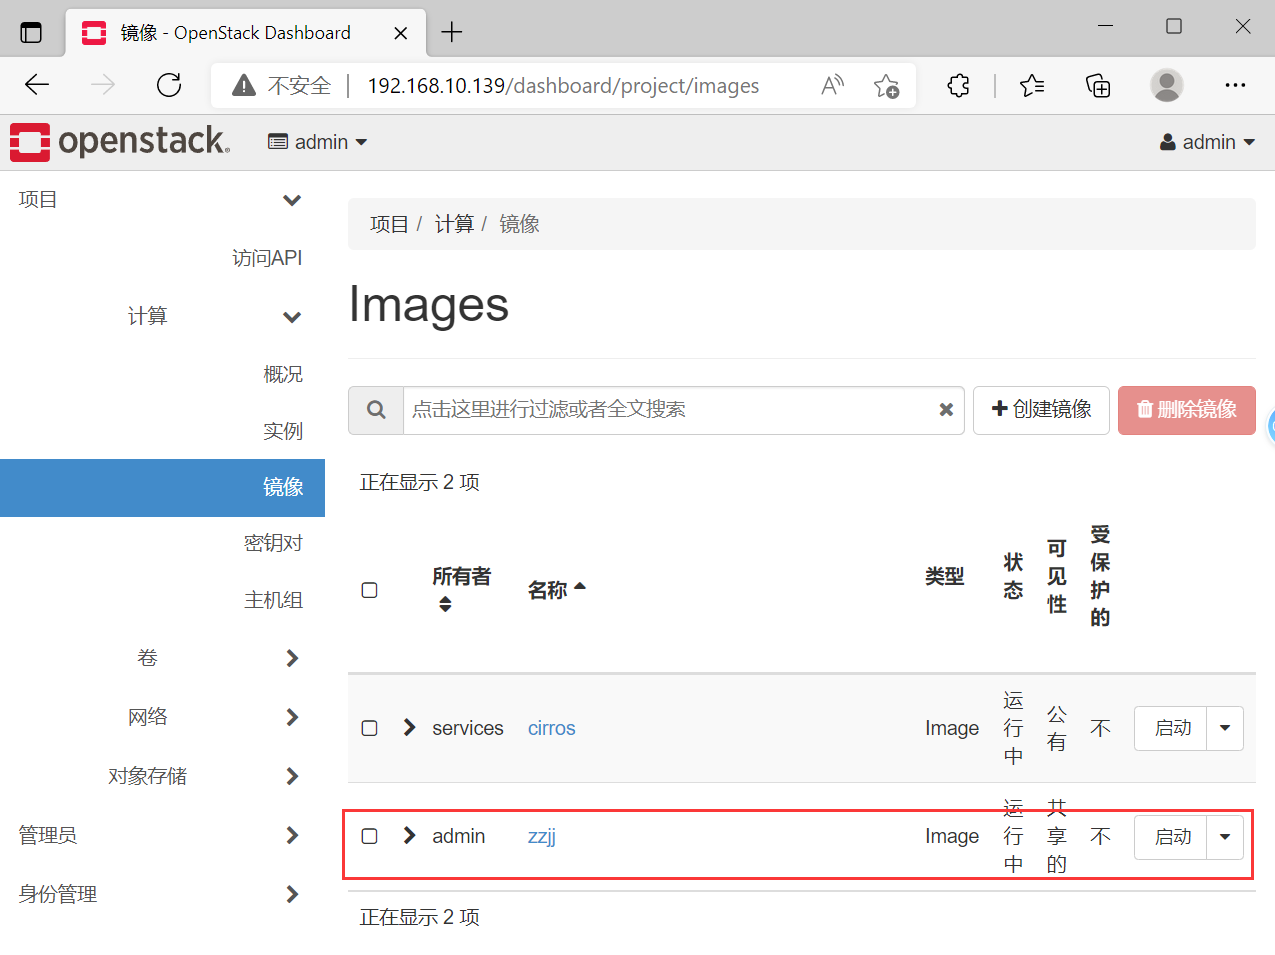 镜像 - OpenStack Dashboard
不安全 192.168.10.139/dashboard/project/images
openstack. admin admin
项目
访问API
计算
概况
实例
镜像
密钥对
主机组
卷
网络
对象存储
管理员
身份管理
项目 / 计算 / 镜像
Images
点击这里进行过滤或者全文搜索 创建镜像 删除镜像
正在显示 2 项
所有者 名称 类型 状态 可见性 受保护的
services cirros Image 运行中 公有 不 启动
admin zzjj Image 运行中 共享的 不 启动
正在显示 2 项